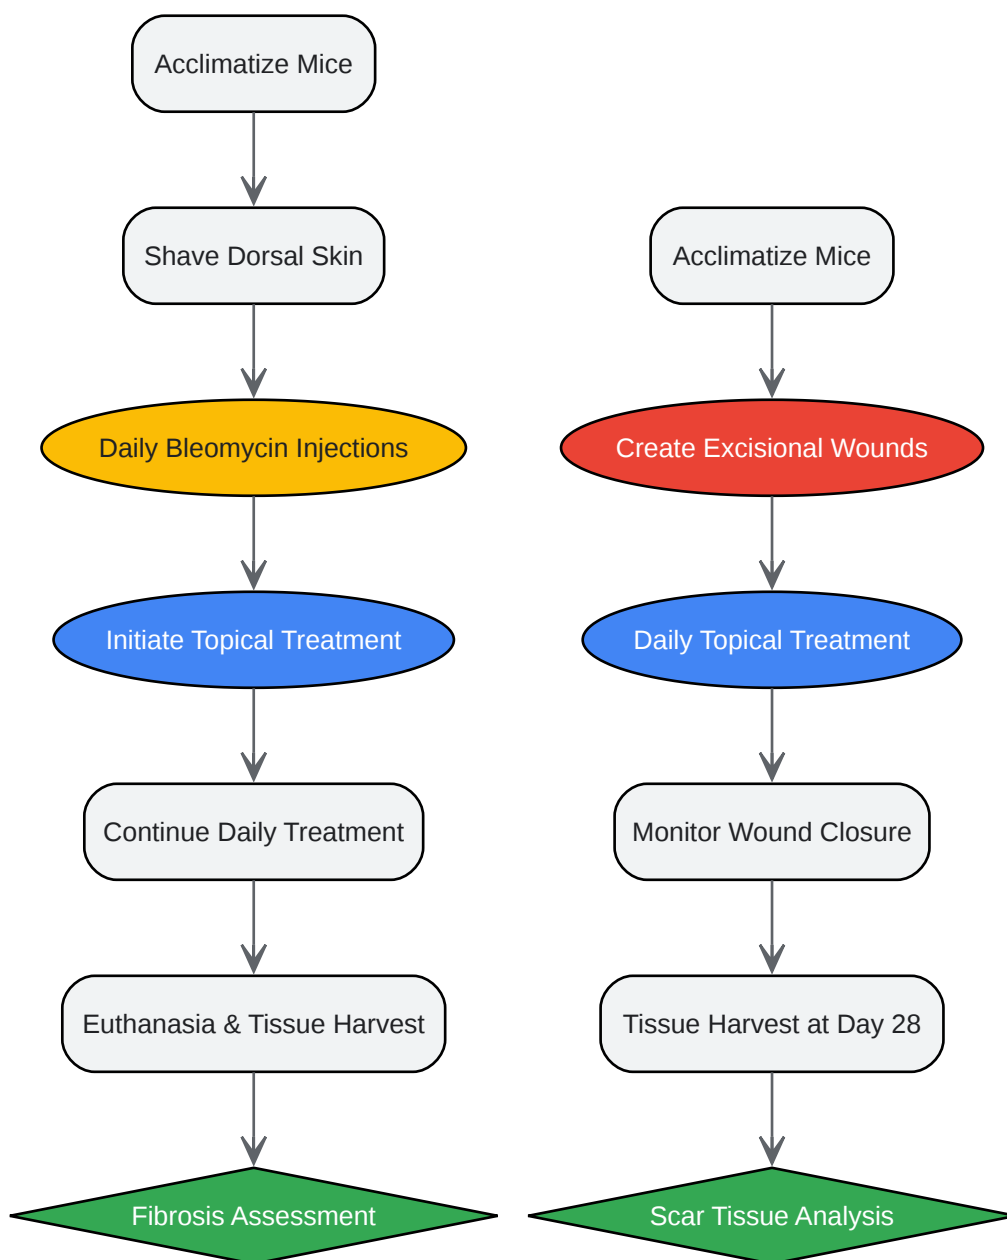 Acclimatize Mice
Shave Dorsal Skin
Daily Bleomycin Injections
Initiate Topical Treatment
Continue Daily Treatment
Euthanasia & Tissue Harvest
Fibrosis Assessment
Acclimatize Mice
Create Excisional Wounds
Daily Topical Treatment
Monitor Wound Closure
Tissue Harvest at Day 28
Scar Tissue Analysis